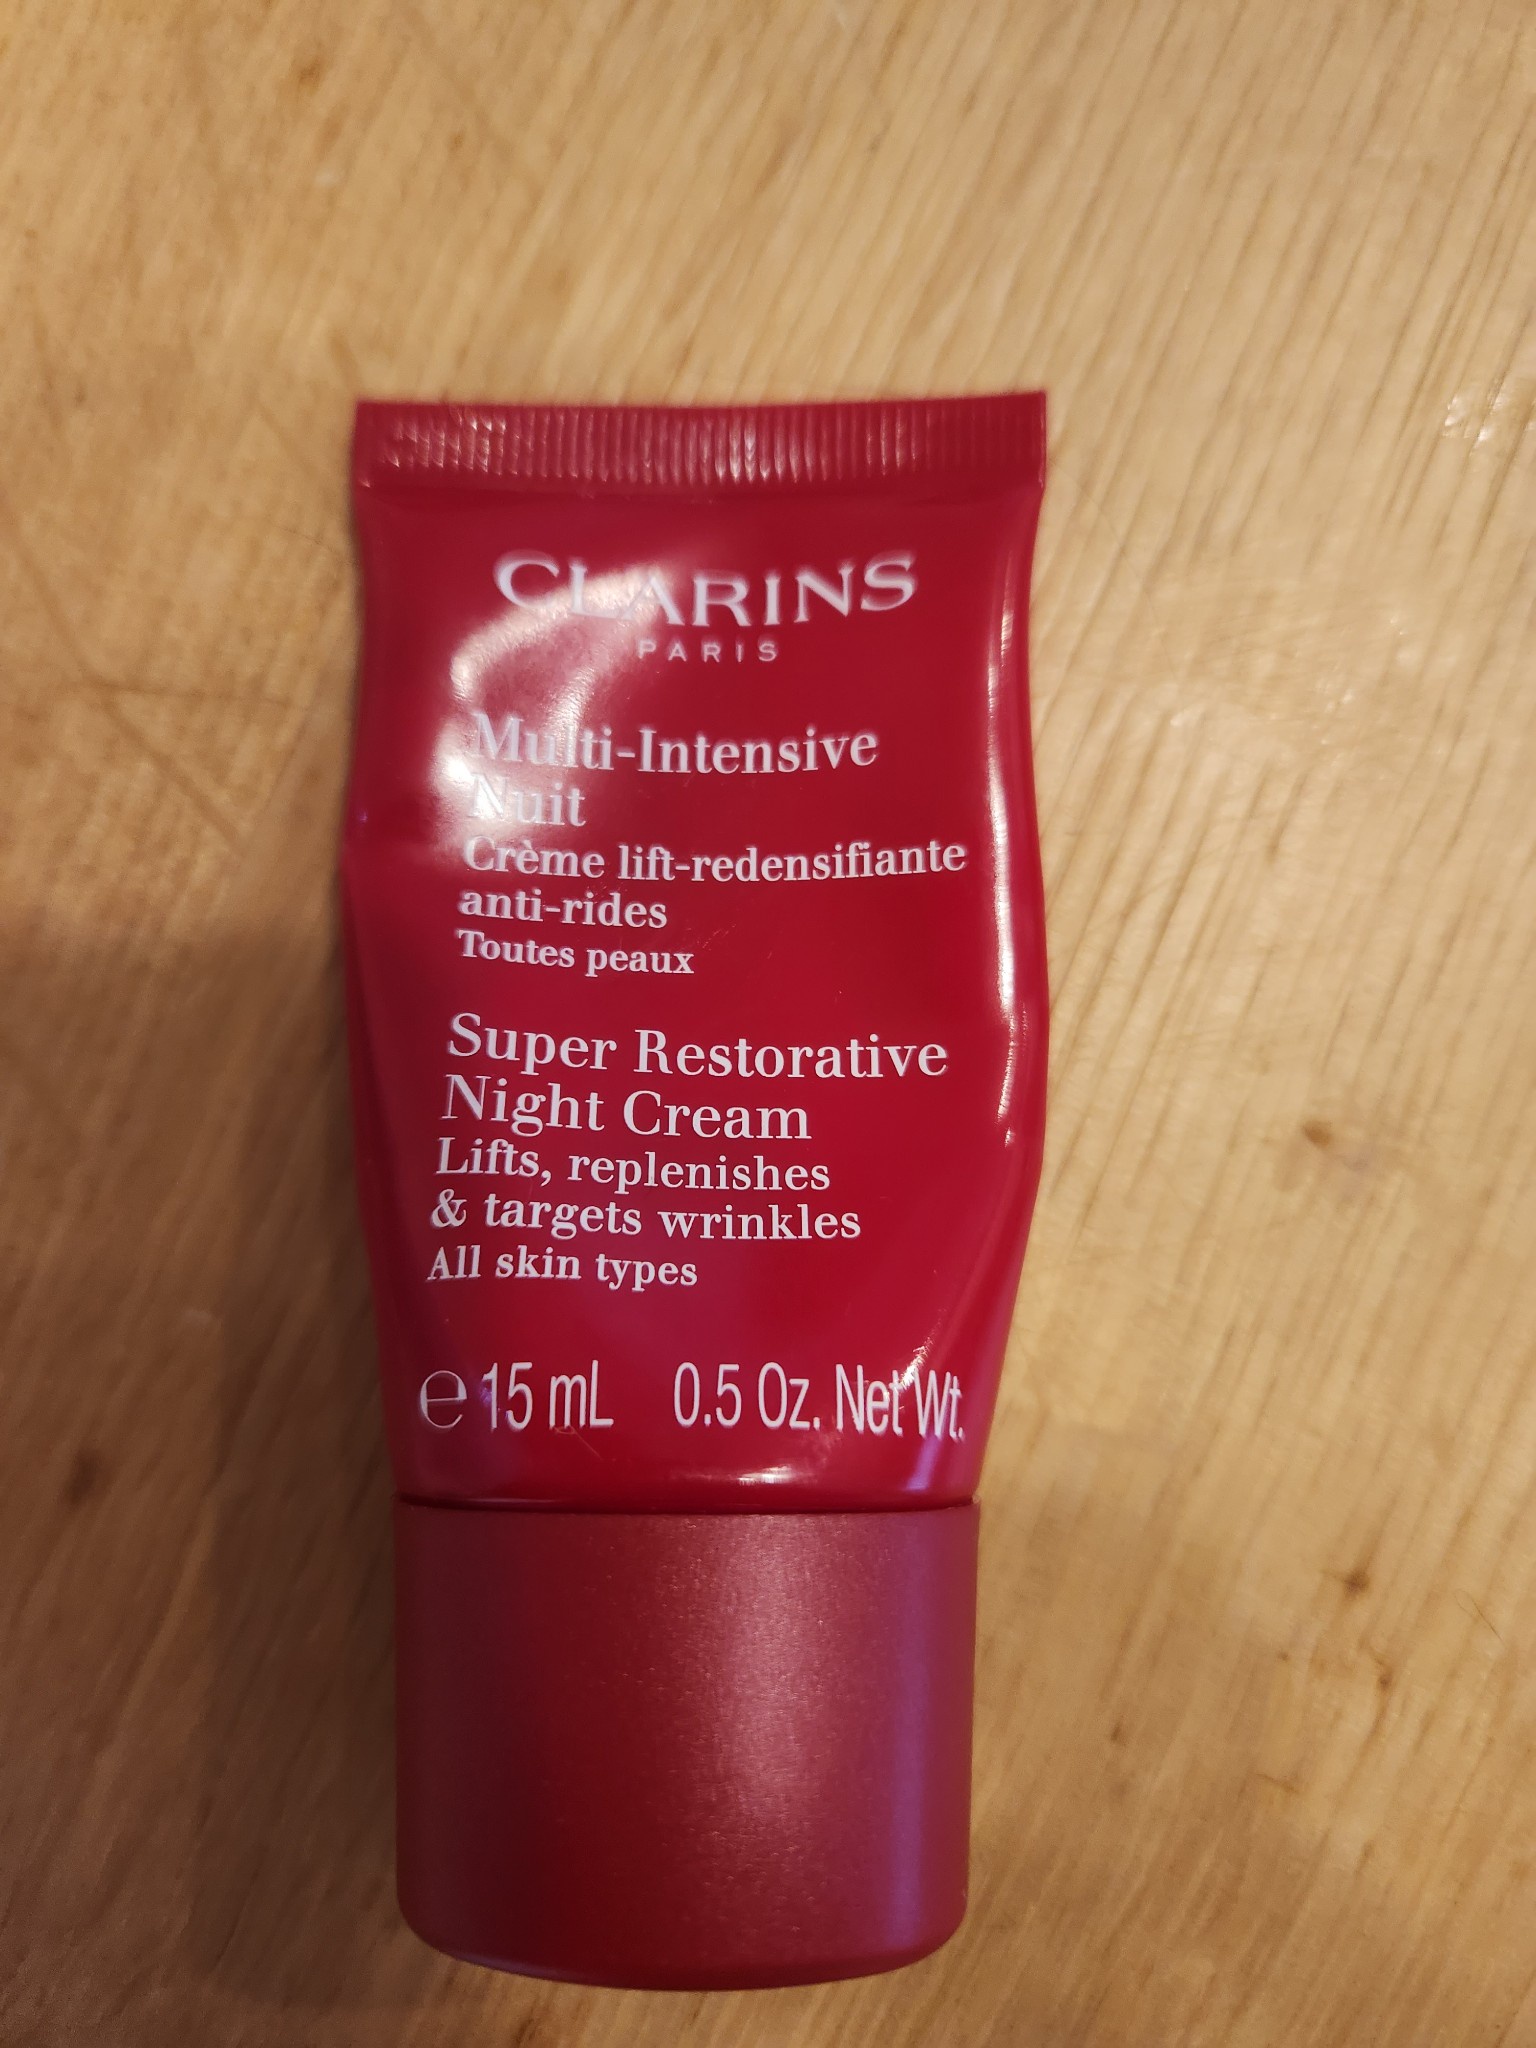 CLARINS
PARIS
Multi-Intensive
Nuit
Crème lift-redensifiante
anti-rides
Toutes peaux
Super Restorative
Night Cream
Lifts, replenishes
& targets wrinkles
All skin types
℮ 15 mL 0.5 Oz. Net Wt.